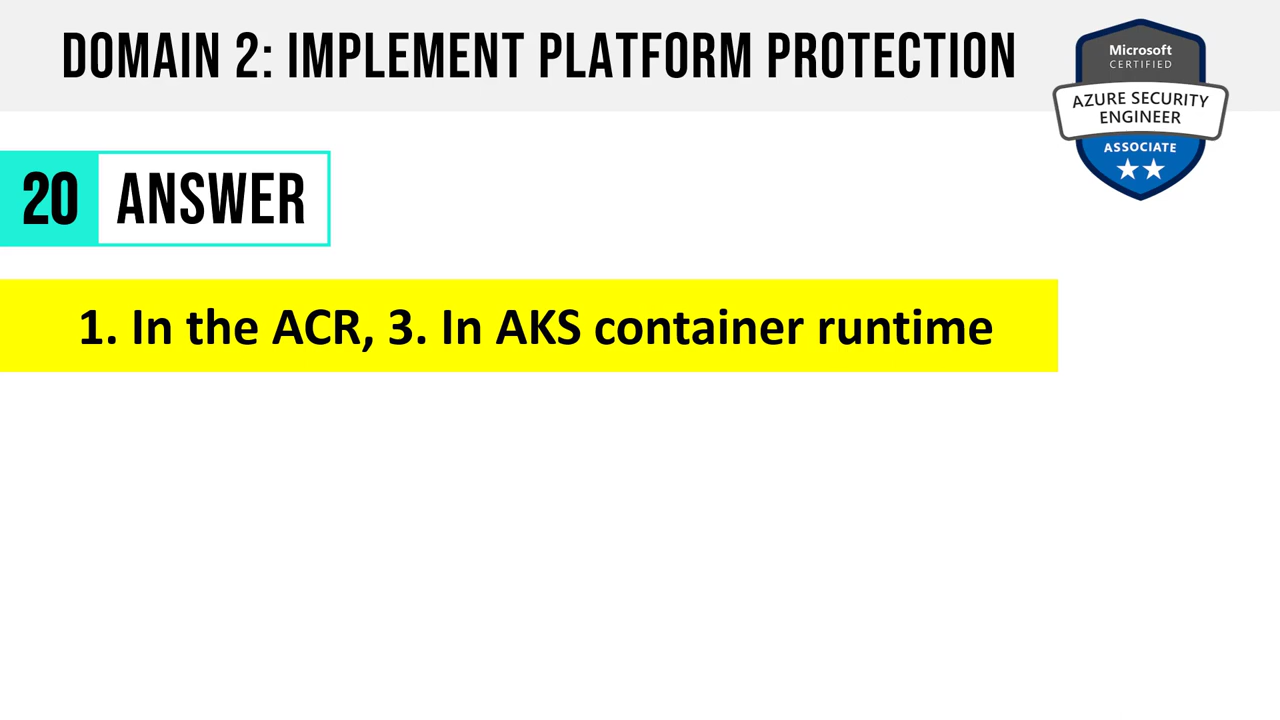 DOMAIN 2: IMPLEMENT PLATFORM PROTECTION
Microsoft
CERTIFIED
AZURE SECURITY
ENGINEER
ASSOCIATE
20 ANSWER
1. In the ACR, 3. In AKS container runtime